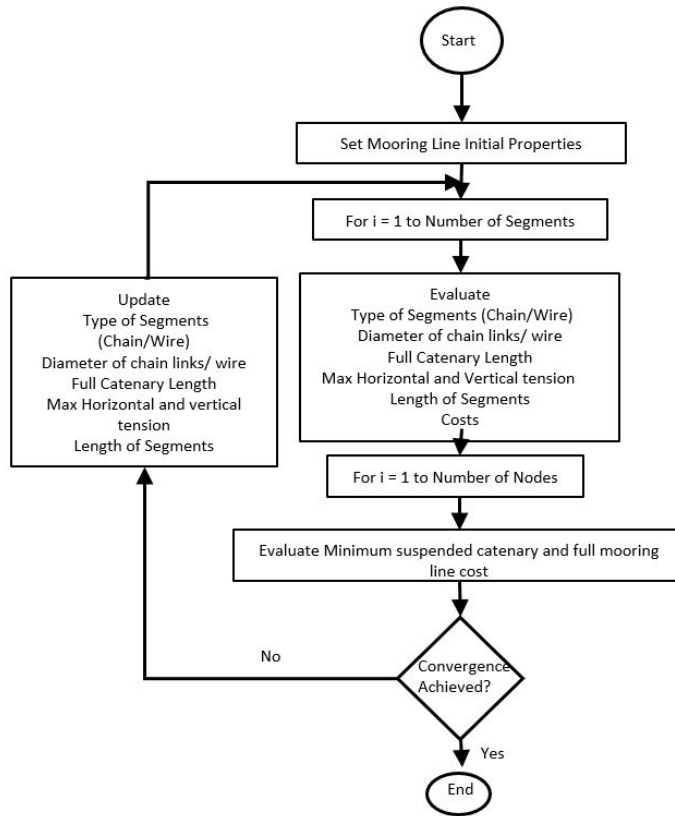 Start
Set Mooring Line Initial Properties
For i = 1 to Number of Segments
Update
Type of Segments
(Chain/Wire)
Diameter of chain links/ wire
Full Catenary Length
Max Horizontal and vertical
tension
Length of Segments
Evaluate
Type of Segments (Chain/Wire)
Diameter of chain links/ wire
Full Catenary Length
Max Horizontal and Vertical tension
Length of Segments
Costs
For i = 1 to Number of Nodes
Evaluate Minimum suspended catenary and full mooring
line cost
Convergence
Achieved?
No
Yes
End